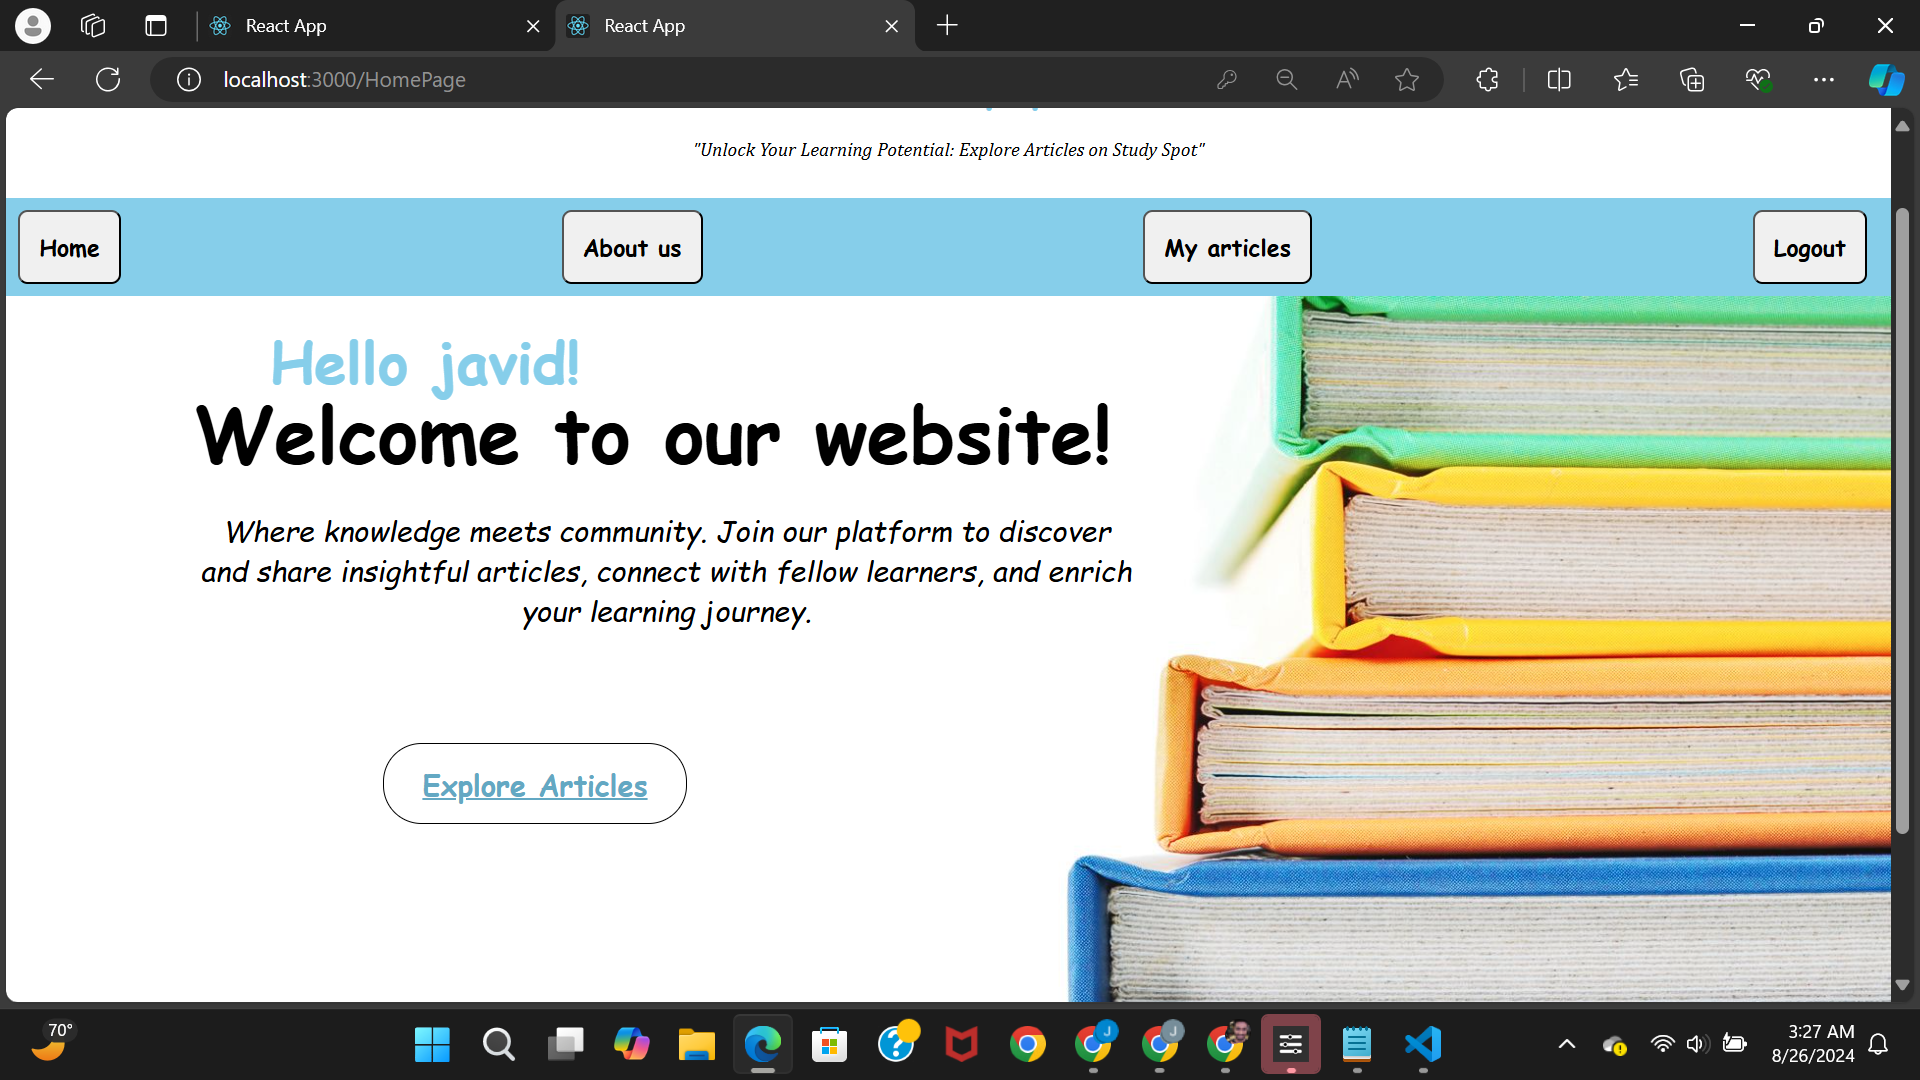 React App
React App
localhost:3000/HomePage
"Unlock Your Learning Potential: Explore Articles on Study Spot"
Home
About us
My articles
Logout
Hello javid!
Welcome to our website!
Where knowledge meets community. Join our platform to discover
and share insightful articles, connect with fellow learners, and enrich
your learning journey.
Explore Articles
70°
J
J
3:27 AM
8/26/2024